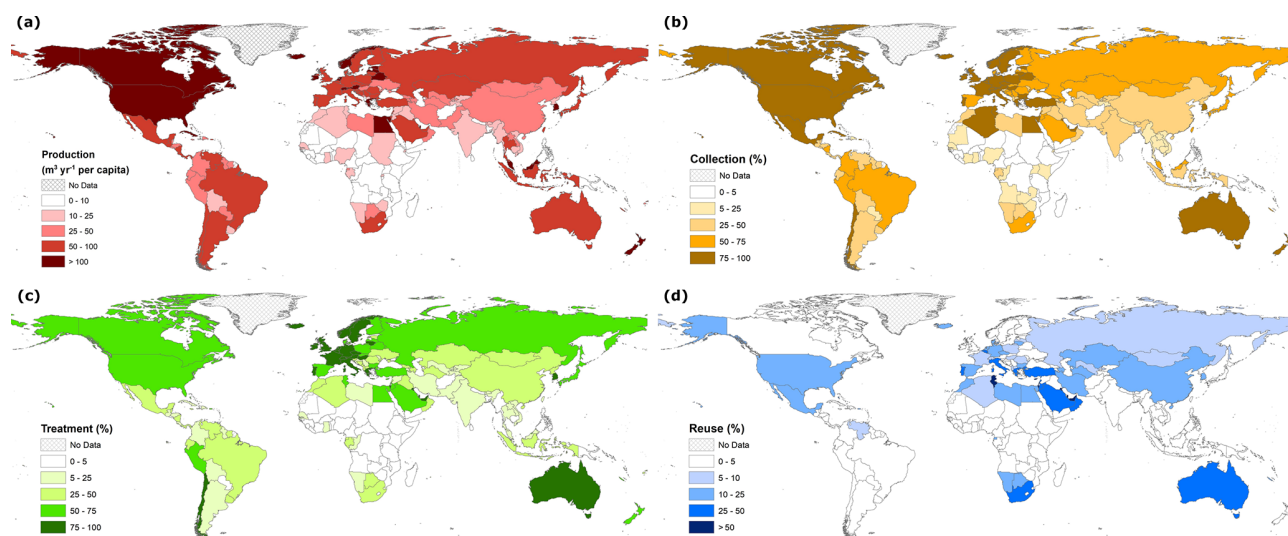 (a)
Production
(m³ yr⁻¹ per capita)
No Data
0 - 10
10 - 25
25 - 50
50 - 100
> 100
(b)
Collection (%)
No Data
0 - 5
5 - 25
25 - 50
50 - 75
75 - 100
(c)
Treatment (%)
No Data
0 - 5
5 - 25
25 - 50
50 - 75
75 - 100
(d)
Reuse (%)
No Data
0 - 5
5 - 10
10 - 25
25 - 50
> 50